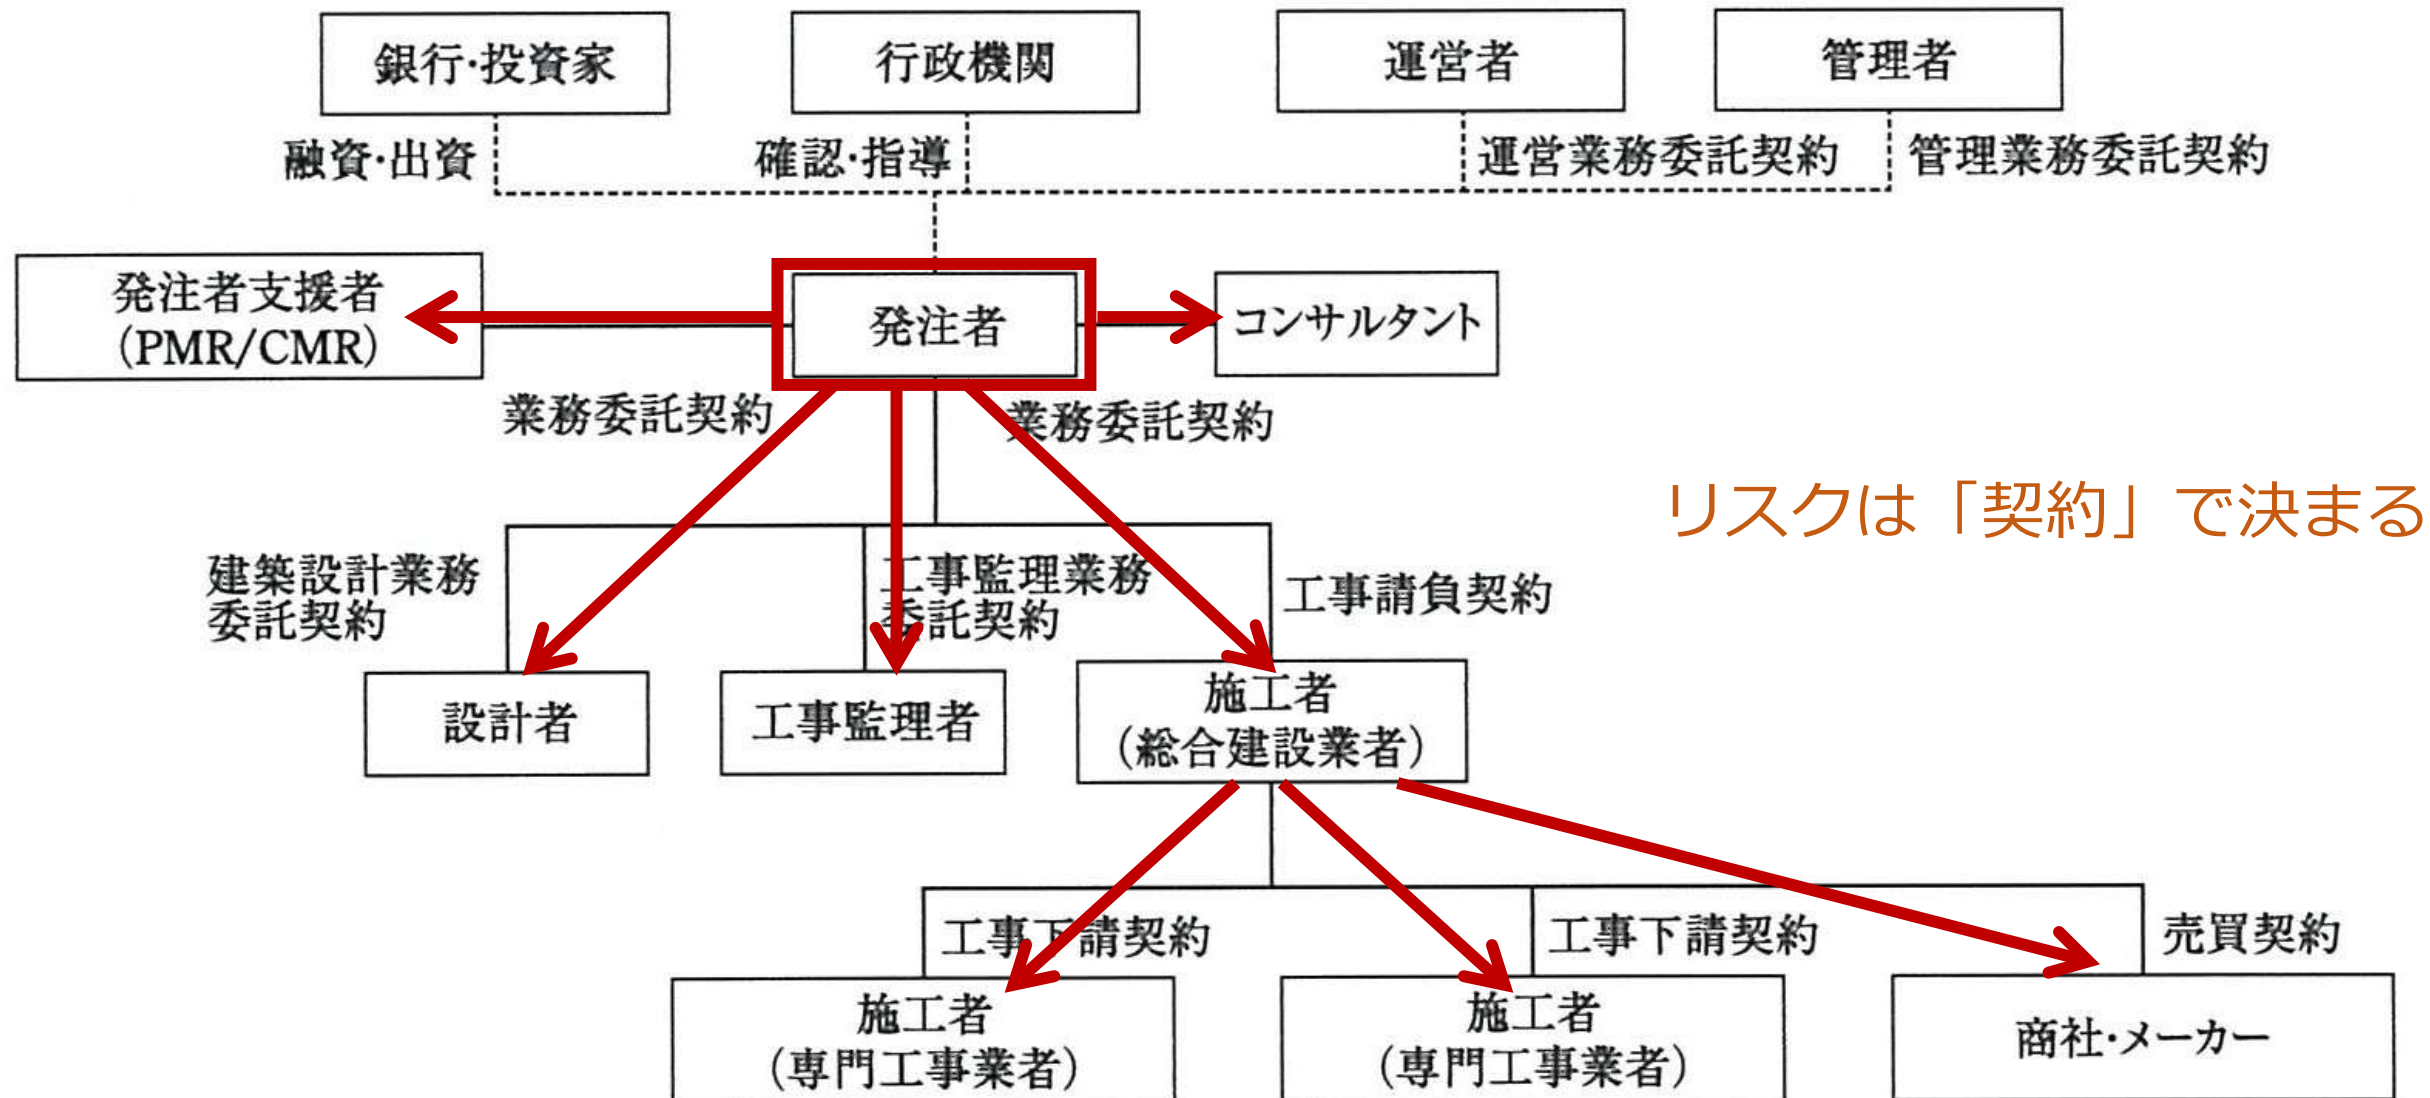 銀行・投資家
行政機関
運営者
管理者
融資・出資
確認・指導
運営業務委託契約
管理業務委託契約
発注者支援者
(PMR/CMR)
発注者
コンサルタント
業務委託契約
業務委託契約
リスクは「契約」で決まる
建築設計業務
委託契約
工事監理業務
委託契約
工事請負契約
設計者
工事監理者
施工者
(総合建設業者)
工事下請契約
工事下請契約
売買契約
施工者
(専門工事業者)
施工者
(専門工事業者)
商社・メーカー